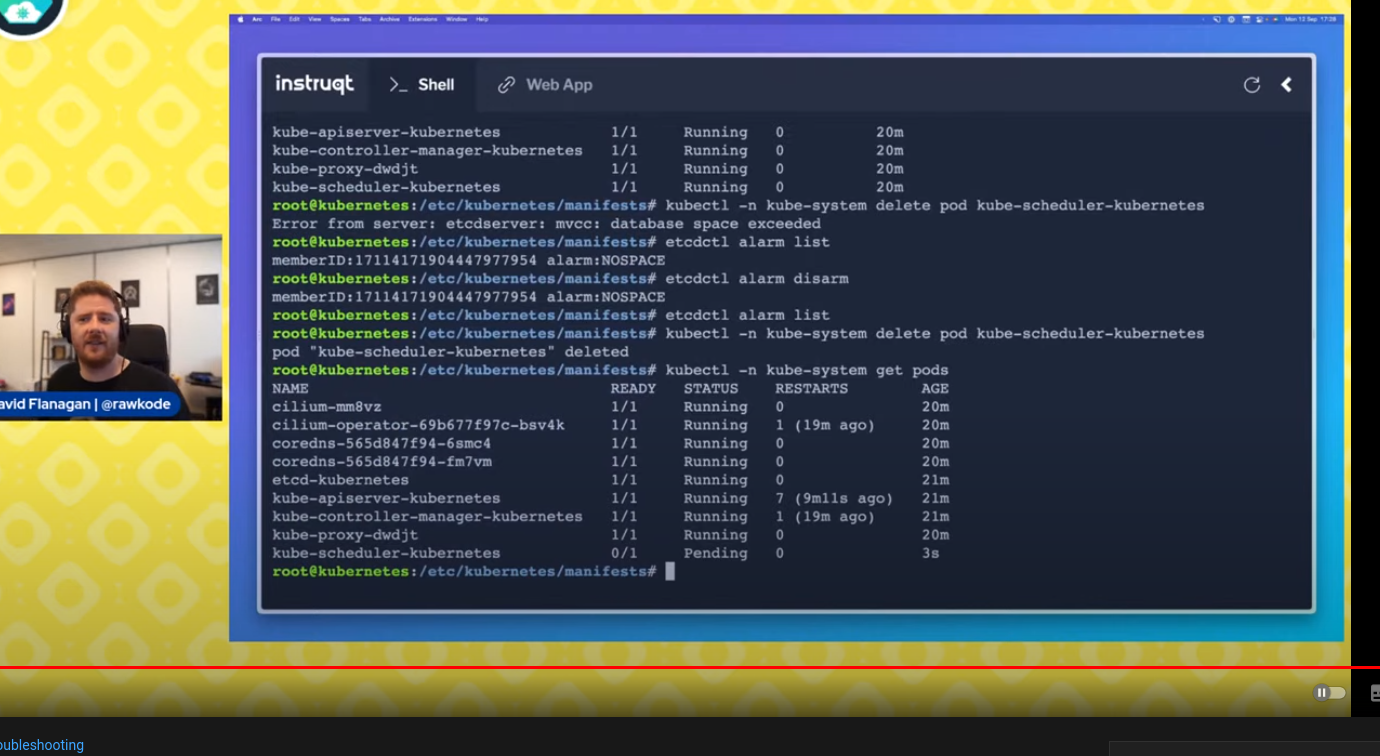 Arc File Edit View Spaces Tabs Archive Extensions Window Help Mon 12 Sep 17:28
instruqt >_ Shell Web App
kube-apiserver-kubernetes 1/1 Running 0 20m
kube-controller-manager-kubernetes 1/1 Running 0 20m
kube-proxy-dwdjt 1/1 Running 0 20m
kube-scheduler-kubernetes 1/1 Running 0 20m
root@kubernetes:/etc/kubernetes/manifests# kubectl -n kube-system delete pod kube-scheduler-kubernetes
Error from server: etcdserver: mvcc: database space exceeded
root@kubernetes:/etc/kubernetes/manifests# etcdctl alarm list
memberID:17114171904447977954 alarm:NOSPACE
root@kubernetes:/etc/kubernetes/manifests# etcdctl alarm disarm
memberID:17114171904447977954 alarm:NOSPACE
root@kubernetes:/etc/kubernetes/manifests# etcdctl alarm list
root@kubernetes:/etc/kubernetes/manifests# kubectl -n kube-system delete pod kube-scheduler-kubernetes
pod "kube-scheduler-kubernetes" deleted
root@kubernetes:/etc/kubernetes/manifests# kubectl -n kube-system get pods
NAME READY STATUS RESTARTS AGE
cilium-mm8vz 1/1 Running 0 20m
cilium-operator-69b677f97c-bsv4k 1/1 Running 1 (19m ago) 20m
coredns-565d847f94-6smc4 1/1 Running 0 20m
coredns-565d847f94-fm7vm 1/1 Running 0 20m
etcd-kubernetes 1/1 Running 0 21m
kube-apiserver-kubernetes 1/1 Running 7 (9m11s ago) 21m
kube-controller-manager-kubernetes 1/1 Running 1 (19m ago) 21m
kube-proxy-dwdjt 1/1 Running 0 20m
kube-scheduler-kubernetes 0/1 Pending 0 3s
root@kubernetes:/etc/kubernetes/manifests#
avid Flanagan | @rawkode
oubleshooting